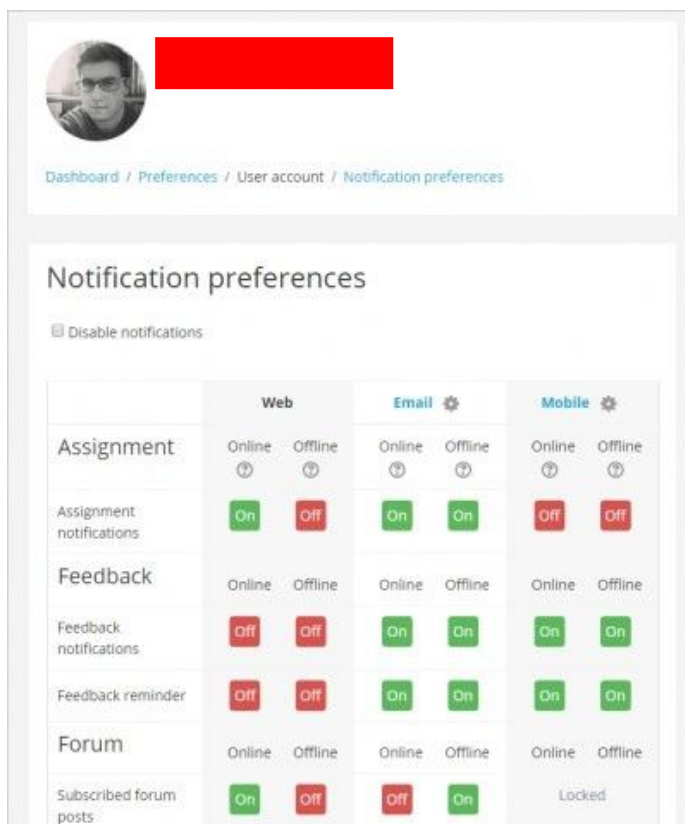 Dashboard / Preferences / User account / Notification preferences
Notification preferences
Disable notifications
Web Email Mobile
Assignment Online Offline Online Offline Online Offline
Assignment notifications On Off On On Off Off
Feedback Online Offline Online Offline Online Offline
Feedback notifications Off Off On On On On
Feedback reminder Off Off On On On On
Forum Online Offline Online Offline Online Offline
Subscribed forum posts On Off Off On Locked